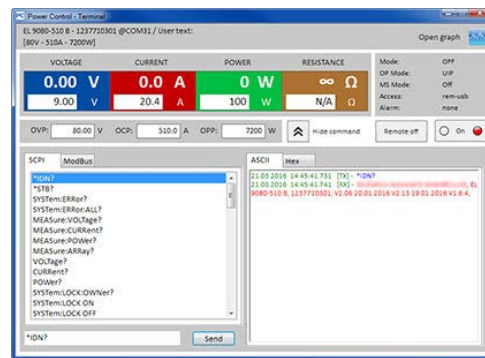 Power Control - Terminal
EL 9080-510 B - 1237710301 @COM31 / User text:
[80V - 510A - 7200W]
Open graph
VOLTAGE CURRENT POWER RESISTANCE
0.00 V 0.0 A 0 W ∞ Ω
9.00 V 20.4 A 100 W N/A Ω
Mode: OFF
OP Mode: UIP
MS Mode: Off
Access: rem-usb
Alarm: none
OVP: 80.00 V OCP: 510.0 A OPP: 7200 W Hide command Remote off On
SCPI ModBus
*IDN?
*STB?
SYSTem:ERRor?
SYSTem:ERRor:ALL?
MEASure:VOLTage?
MEASure:CURRent?
MEASure:POWer?
MEASure:ARRay?
VOLTage?
CURRent?
POWer?
SYSTem:LOCK:OWNer?
SYSTem:LOCK ON
SYSTem:LOCK OFF
*IDN? Send
ASCII Hex
21.03.2016 14:45:41.731 [TX] - *IDN?
21.03.2016 14:45:41.741 [RX] - EL
9080-510 B, 1237710301, V2.06 20.01.2016 V2.13 19.01.2016 V1.6.4,